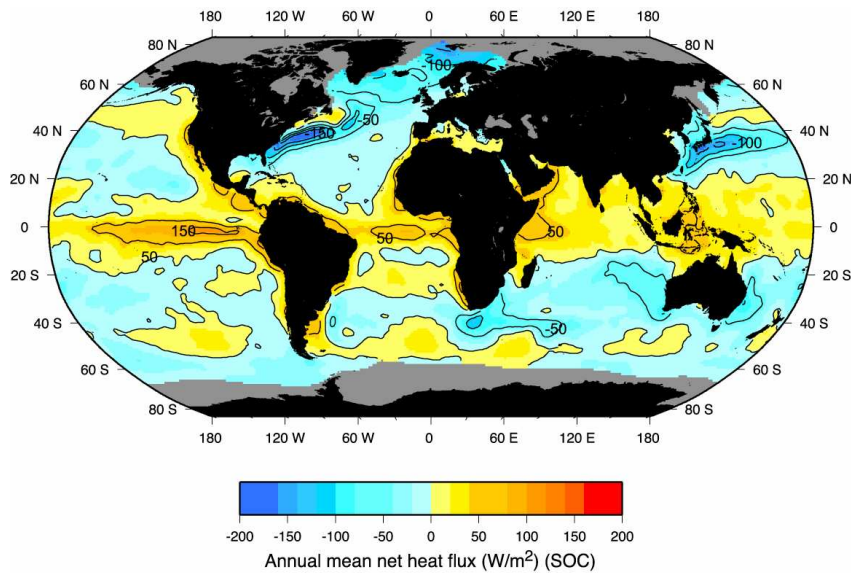 180 120 W 60 W 0 60 E 120 E 180
80 N 80 N
-100
60 N 60 N
-50
40 N -150 -100 40 N
20 N 20 N
0 150 50 50 0
50
20 S 20 S
40 S 0 -50 40 S
60 S 60 S
80 S 80 S
180 120 W 60 W 0 60 E 120 E 180
-200 -150 -100 -50 0 50 100 150 200
Annual mean net heat flux (W/m²) (SOC)